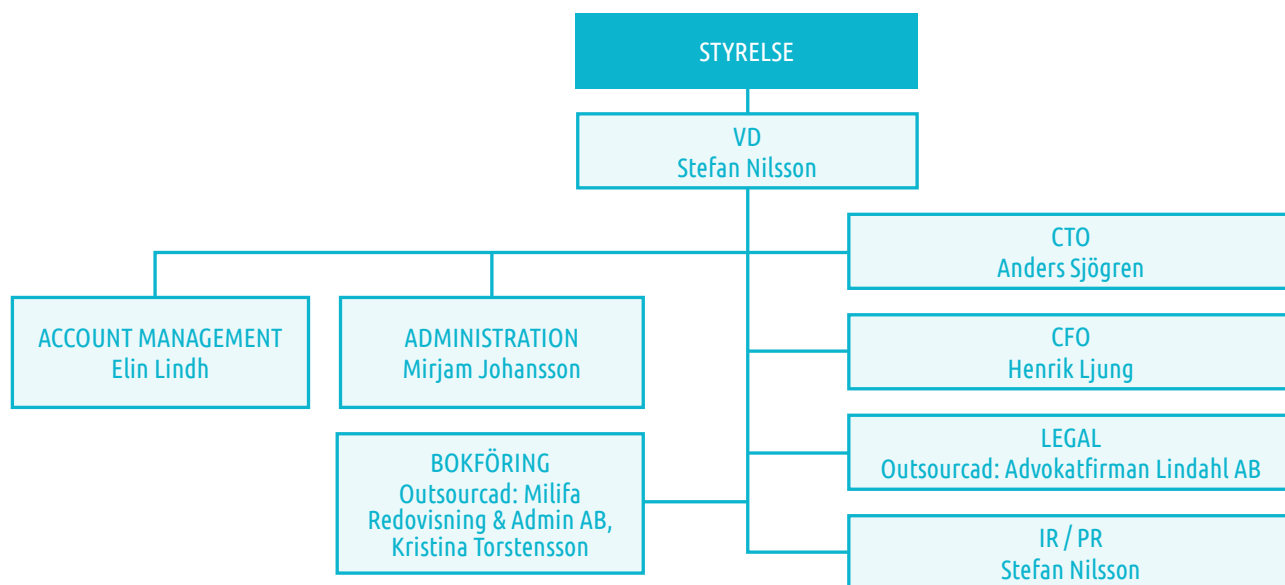 STYRELSE
VD
Stefan Nilsson
CTO
Anders Sjögren
ACCOUNT MANAGEMENT
Elin Lindh
ADMINISTRATION
Mirjam Johansson
CFO
Henrik Ljung
LEGAL
Outsourcad: Advokatfirman Lindahl AB
BOKFÖRING
Outsourcad: Milifa
Redovisning & Admin AB,
Kristina Torstensson
IR / PR
Stefan Nilsson